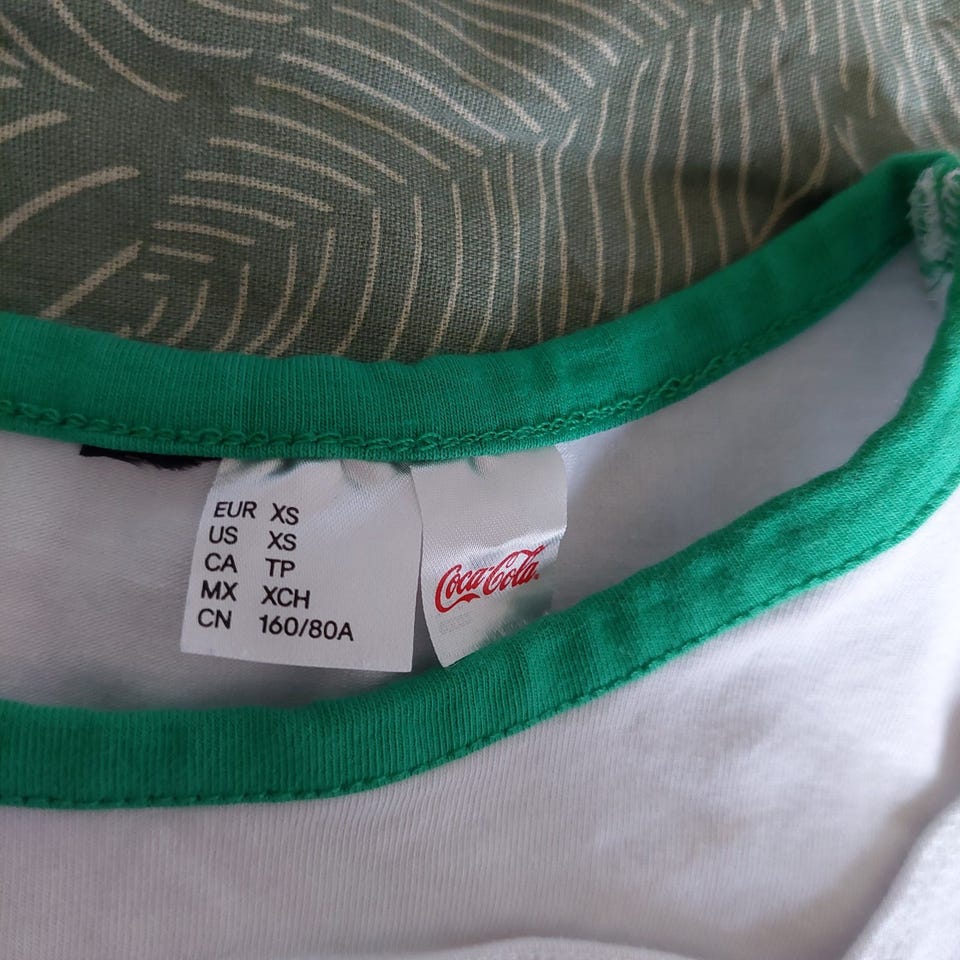 EUR XS
US XS
CA TP
MX XCH
CN 160/80A
Coca-Cola